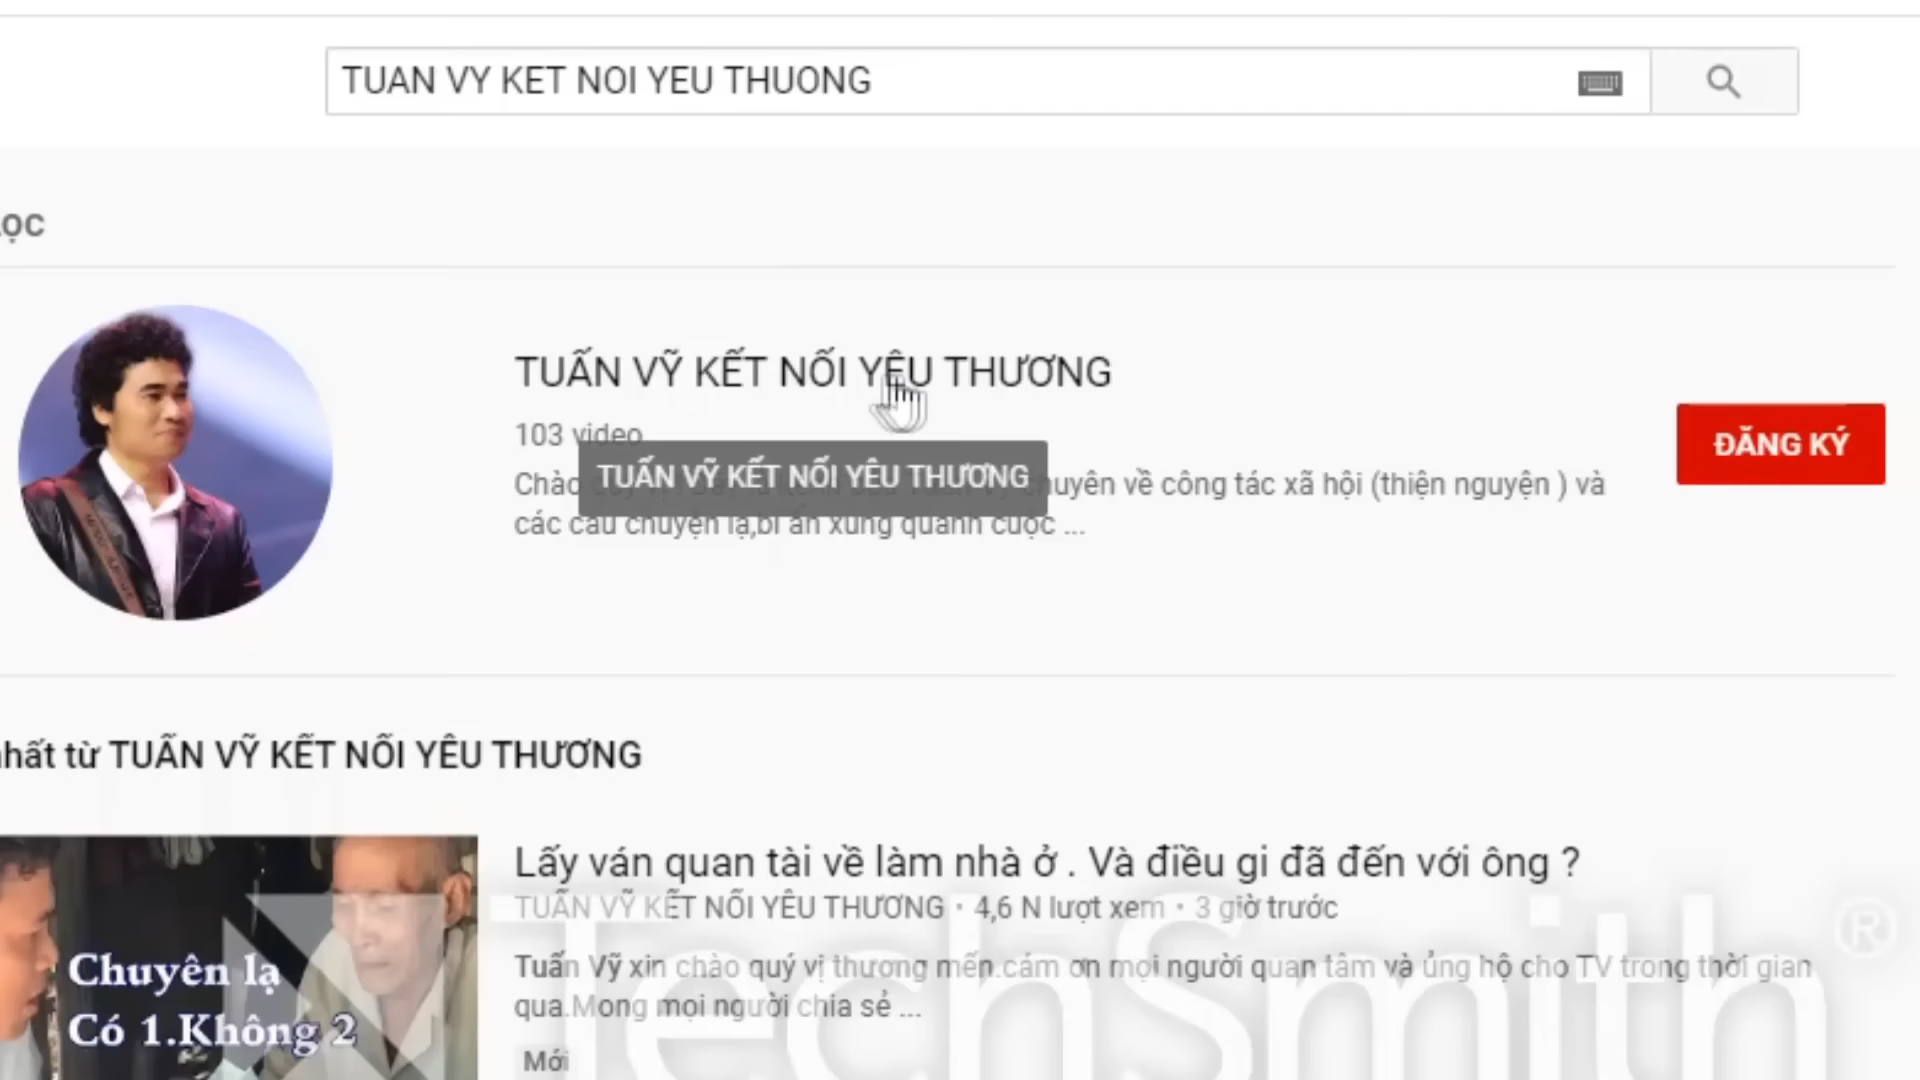 TUAN VY KET NOI YEU THUONG
ọc
TUẤN VỸ KẾT NỐI YÊU THƯƠNG
103 video
TUẤN VỸ KẾT NỐI YÊU THƯƠNG
Chào huyên về công tác xã hội (thiện nguyện ) và
các câu chuyện lạ,bí ẩn xung quanh cuộc ...
ĐĂNG KÝ
nhất từ TUẤN VỸ KẾT NỐI YÊU THƯƠNG
Lấy ván quan tài về làm nhà ở . Và điều gi đã đến với ông ?
TUẤN VỸ KẾT NỐI YÊU THƯƠNG • 4,6 N lượt xem • 3 giờ trước
Tuấn Vỹ xin chào quý vị thương mến.cám ơn mọi người quan tâm và ủng hộ cho TV trong thời gian
qua.Mong mọi người chia sẻ ...
Mới
Chuyện lạ
Có 1.Không 2
TechSmith®